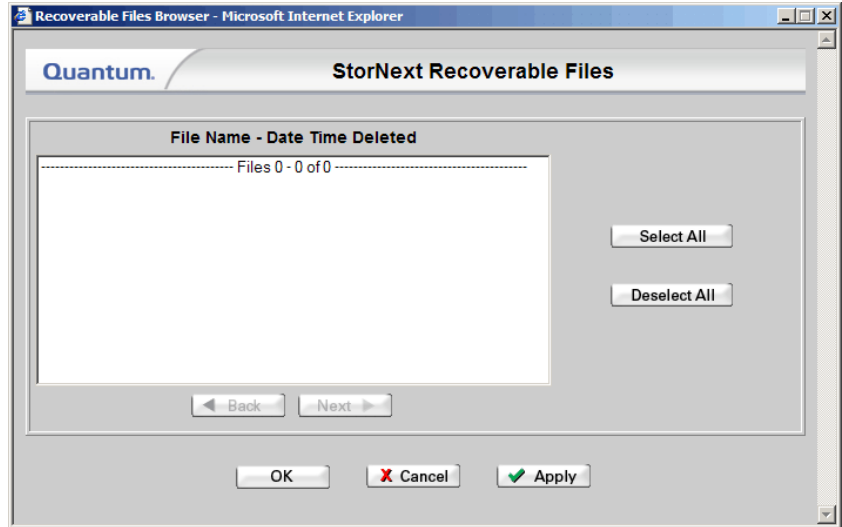 Recoverable Files Browser - Microsoft Internet Explorer
Quantum.
StorNext Recoverable Files
File Name - Date Time Deleted
------------------------------------------ Files 0 - 0 of 0 ------------------------------------------
Select All
Deselect All
Back Next
OK Cancel Apply